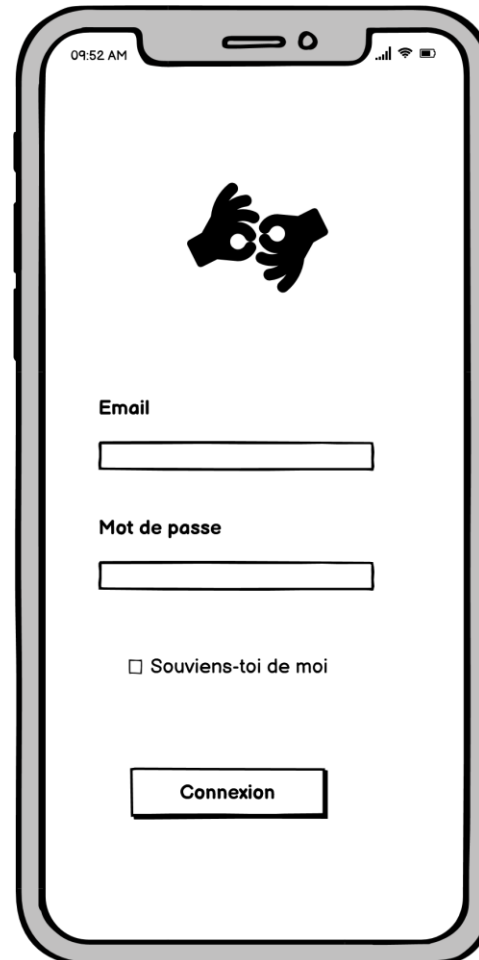 09:52 AM
Email
Mot de passe
Souviens-toi de moi
Connexion